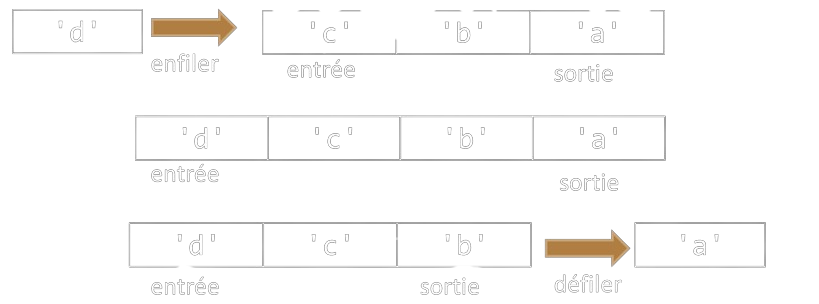 'd' 'c' 'b' 'a'
enfiler entrée sortie
'd' 'c' 'b' 'a'
entrée sortie
'd' 'c' 'b' 'a'
entrée sortie défiler